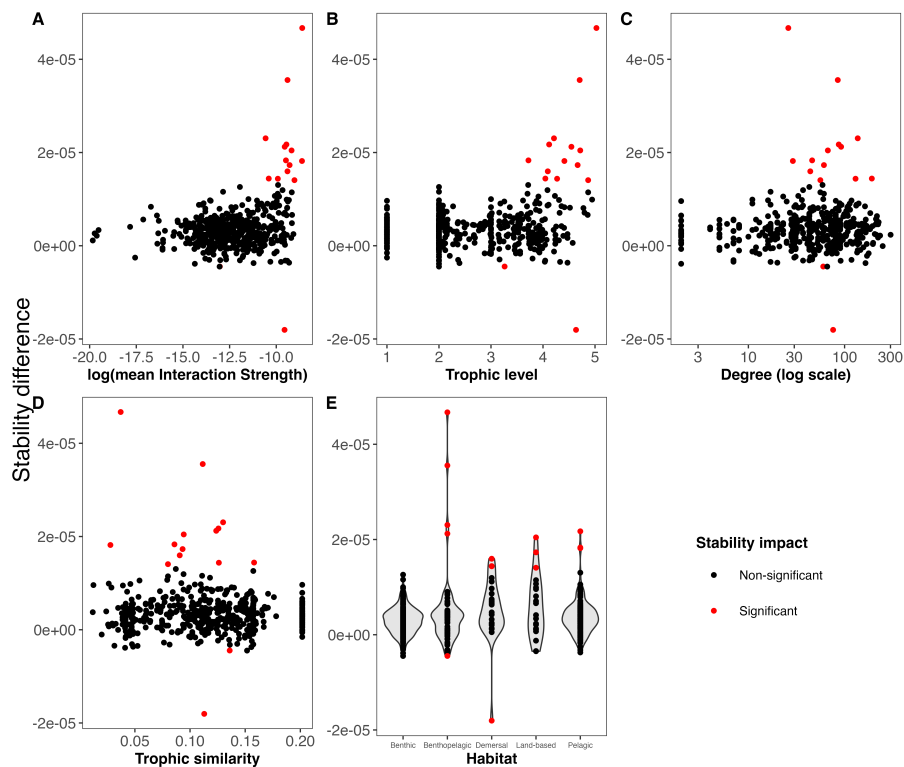 A
B
C
4e-05
4e-05
4e-05
2e-05
2e-05
2e-05
0e+00
0e+00
0e+00
-2e-05
-2e-05
-2e-05
-20.0 -17.5 -15.0 -12.5 -10.0
1 2 3 4 5
3 10 30 100 300
log(mean Interaction Strength)
Trophic level
Degree (log scale)
Stability difference
D
E
4e-05
4e-05
2e-05
2e-05
0e+00
0e+00
-2e-05
-2e-05
0.05 0.10 0.15 0.20
Benthic Benthopelagic Demersal Land-based Pelagic
Trophic similarity
Habitat
Stability impact
Non-significant
Significant